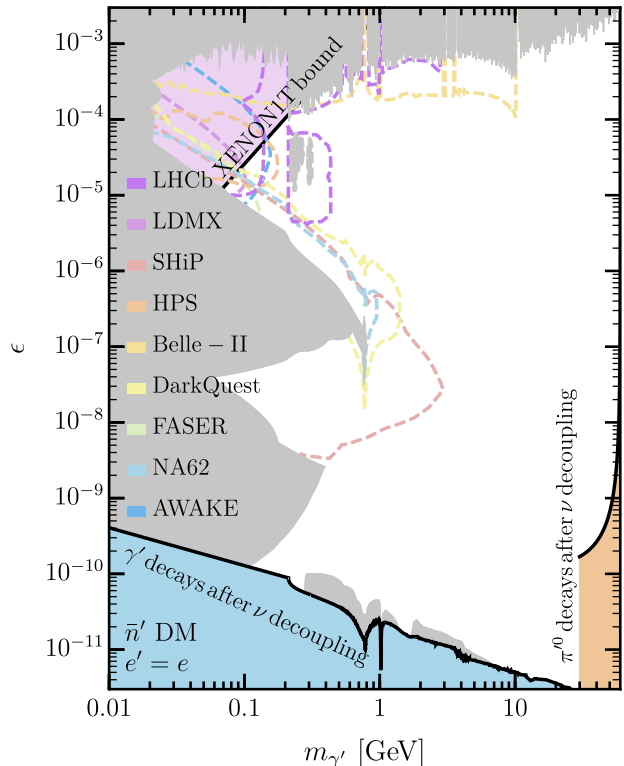 10⁻³
10⁻⁴
10⁻⁵
10⁻⁶
10⁻⁷
10⁻⁸
10⁻⁹
10⁻¹⁰
10⁻¹¹
ϵ
XENON1T bound
LHCb
LDMX
SHiP
HPS
Belle − II
DarkQuest
FASER
NA62
AWAKE
γ′ decays after ν decoupling
π′⁰ decays after ν decoupling
n̄′ DM
e′ = e
0.01 0.1 1 10
m_γ′ [GeV]